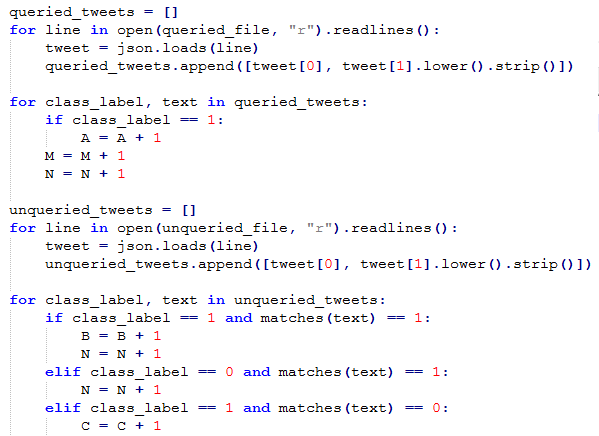 queried_tweets = []
for line in open(queried_file, "r").readlines():
    tweet = json.loads(line)
    queried_tweets.append([tweet[0], tweet[1].lower().strip()])

for class_label, text in queried_tweets:
    if class_label == 1:
        A = A + 1
    M = M + 1
    N = N + 1

unqueried_tweets = []
for line in open(unqueried_file, "r").readlines():
    tweet = json.loads(line)
    unqueried_tweets.append([tweet[0], tweet[1].lower().strip()])

for class_label, text in unqueried_tweets:
    if class_label == 1 and matches(text) == 1:
        B = B + 1
        N = N + 1
    elif class_label == 0 and matches(text) == 1:
        N = N + 1
    elif class_label == 1 and matches(text) == 0:
        C = C + 1